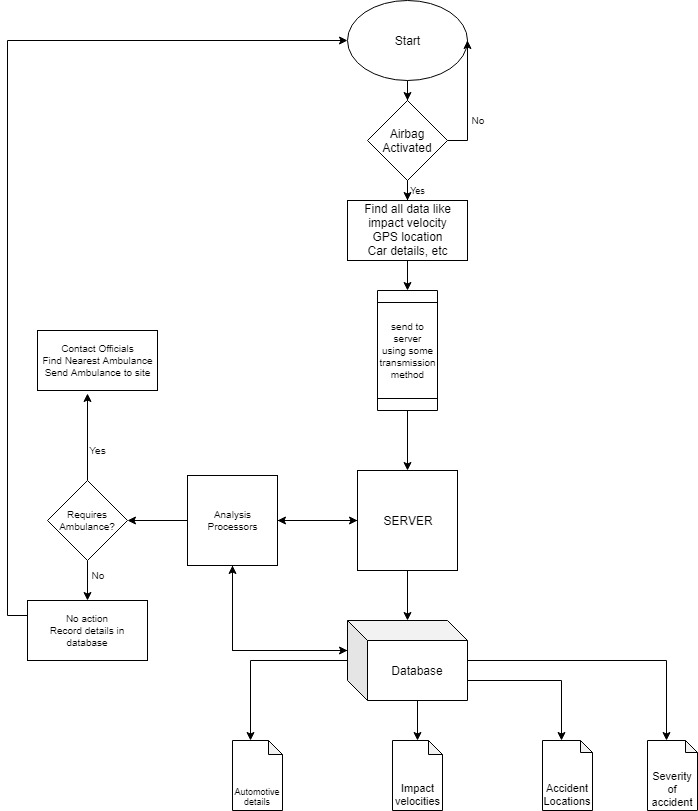 Start
No
Airbag
Activated
Yes
Find all data like
impact velocity
GPS location
Car details, etc
send to
server
using some
transmission
method
Contact Officials
Find Nearest Ambulance
Send Ambulance to site
Yes
Requires
Ambulance?
Analysis
Processors
SERVER
No
No action
Record details in
database
Database
Automotive
details
Impact
velocities
Accident
Locations
Severity
of
accident